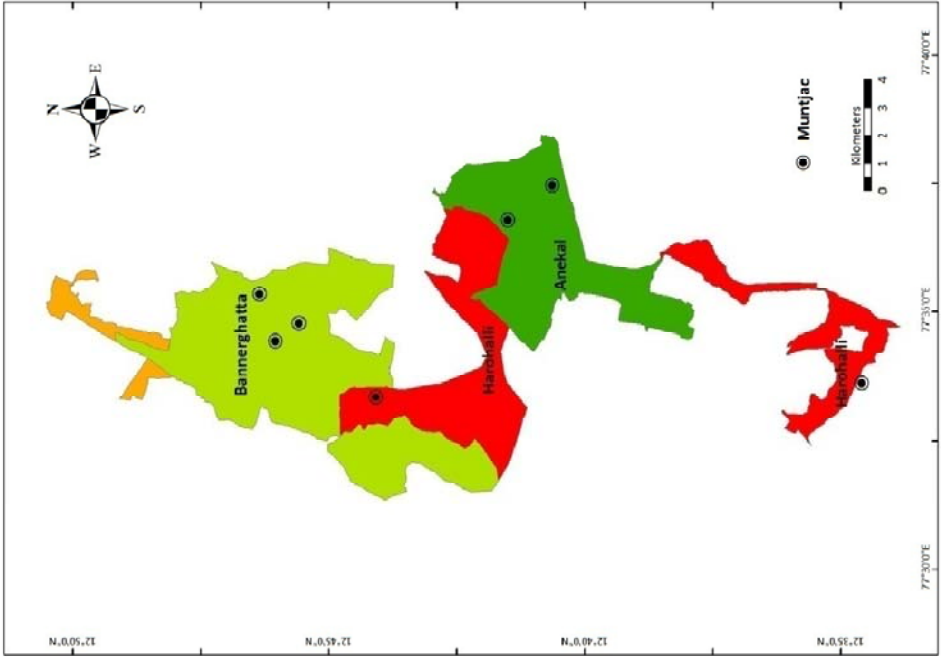 N
W
E
S
Bannerghatta
Harohalli
Anekal
Harohalli
Muntjac
Kilometers
0 1 2 3 4
12°50'0"N
12°45'0"N
12°40'0"N
12°35'0"N
77°30'0"E
77°35'0"E
77°40'0"E